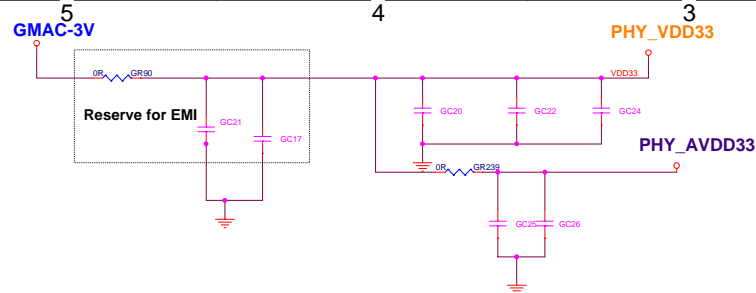 5
4
3
GMAC-3V
PHY_VDD33
0R
GR90
VDD33
Reserve for EMI
GC21
GC17
GC20
GC22
GC24
PHY_AVDD33
0R
GR239
GC25
GC26